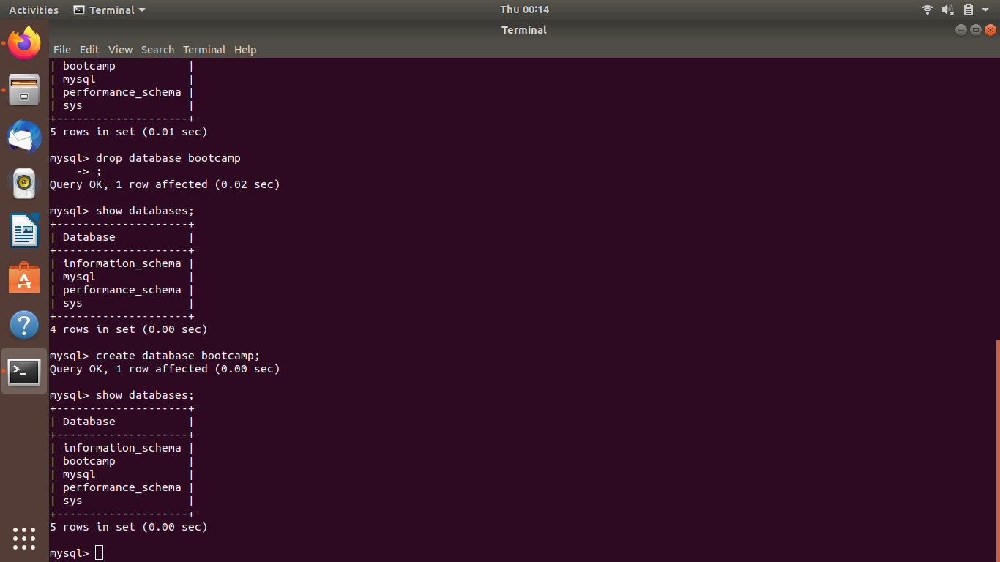 Activities Terminal Thu 00:14
Terminal
File Edit View Search Terminal Help
| bootcamp           |
| mysql              |
| performance_schema |
| sys                |
+--------------------+
5 rows in set (0.01 sec)

mysql> drop database bootcamp
    -> ;
Query OK, 1 row affected (0.02 sec)

mysql> show databases;
+--------------------+
| Database           |
+--------------------+
| information_schema |
| mysql              |
| performance_schema |
| sys                |
+--------------------+
4 rows in set (0.00 sec)

mysql> create database bootcamp;
Query OK, 1 row affected (0.00 sec)

mysql> show databases;
+--------------------+
| Database           |
+--------------------+
| information_schema |
| bootcamp           |
| mysql              |
| performance_schema |
| sys                |
+--------------------+
5 rows in set (0.00 sec)

mysql>